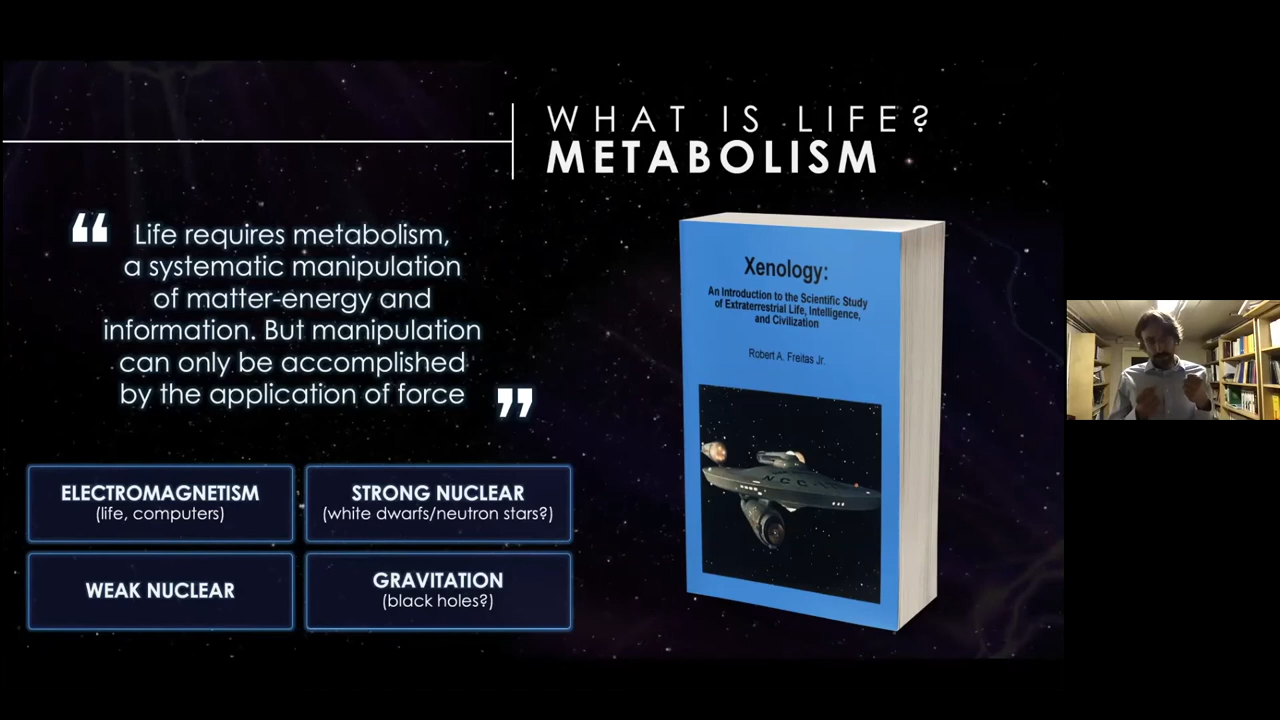 WHAT IS LIFE?
METABOLISM
“ Life requires metabolism,
a systematic manipulation
of matter-energy and
information. But manipulation
can only be accomplished
by the application of force ”
ELECTROMAGNETISM
(life, computers)
STRONG NUCLEAR
(white dwarfs/neutron stars?)
WEAK NUCLEAR
GRAVITATION
(black holes?)
Xenology:
An Introduction to the Scientific Study
of Extraterrestrial Life, Intelligence,
and Civilization
Robert A. Freitas Jr.